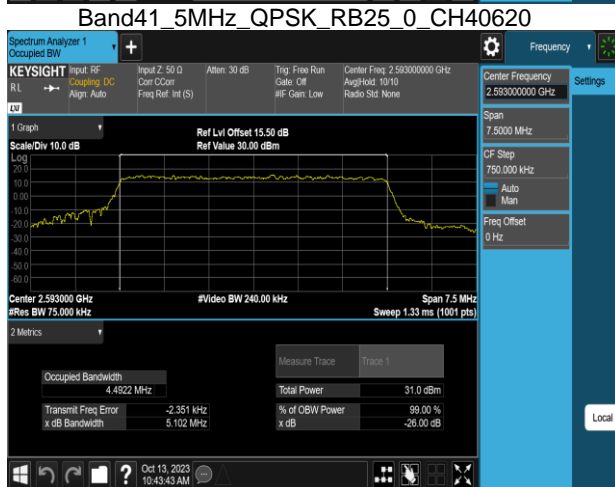 Band41_5MHz_QPSK_RB25_0_CH40620
Spectrum Analyzer 1
Occupied BW
Frequency
KEYSIGHT
Input: RF
Input Z: 50 Ω
Atten: 30 dB
Trig: Free Run
Center Freq: 2.593000000 GHz
RL
Coupling: DC
Corr CCorr
Gate: Off
Avg|Hold: 10/10
Align: Auto
Freq Ref: Int (S)
#IF Gain: Low
Radio Std: None
LXI
Center Frequency
2.593000000 GHz
Settings
Span
7.5000 MHz
CF Step
750.000 kHz
Auto
Man
Freq Offset
0 Hz
Local
1 Graph
Ref Lvl Offset 15.50 dB
Scale/Div 10.0 dB
Ref Value 30.00 dBm
Log
20.0
10.0
0.00
-10.0
-20.0
-30.0
-40.0
-50.0
-60.0
Center 2.593000 GHz
#Video BW 240.00 kHz
Span 7.5 MHz
#Res BW 75.000 kHz
Sweep 1.33 ms (1001 pts)
2 Metrics
Measure Trace
Trace 1
Occupied Bandwidth
4.4922 MHz
Total Power
31.0 dBm
Transmit Freq Error
-2.351 kHz
% of OBW Power
99.00 %
x dB Bandwidth
5.102 MHz
x dB
-26.00 dB
Oct 13, 2023
10:43:43 AM